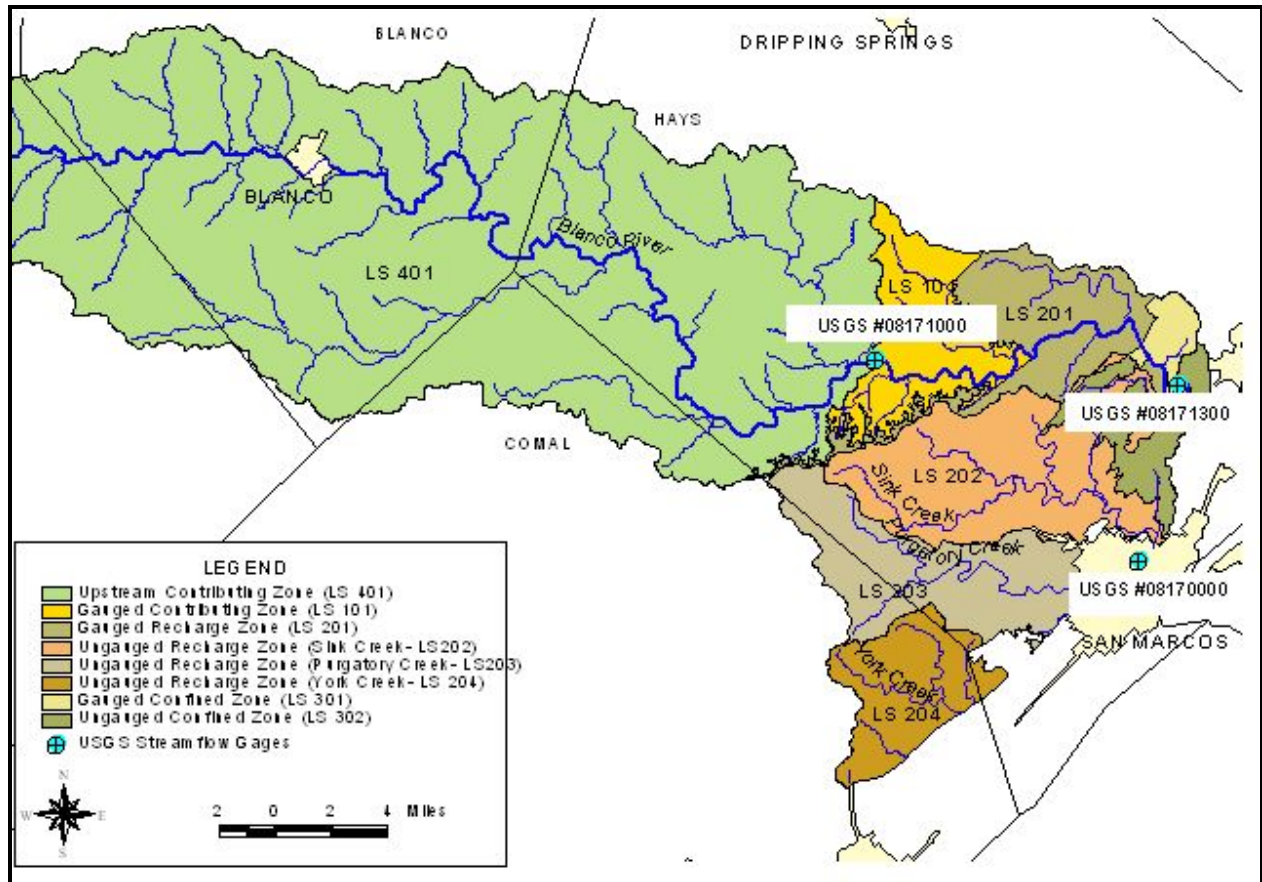 BLANCO
DRIPPING SPRINGS
HAYS
BLANCO
Blanco River
LS 401
LS 101
LS 201
USGS #08171000
USGS #08171300
COMAL
LS 202
Sink Creek
Purgatory Creek
LS 203
USGS #08170000
SAN MARCOS
York Creek
LS 204
LEGEND
Upstream Contributing Zone (LS 401)
Gauged Contributing Zone (LS 101)
Gauged Recharge Zone (LS 201)
Ungauged Recharge Zone (Sink Creek- LS202)
Ungauged Recharge Zone (Purgatory Creek- LS203)
Ungauged Recharge Zone (York Creek- LS 204)
Gauged Confined Zone (LS 301)
Ungauged Confined Zone (LS 302)
USGS Streamflow Gages
N
W E
S
2 0 2 4 Miles